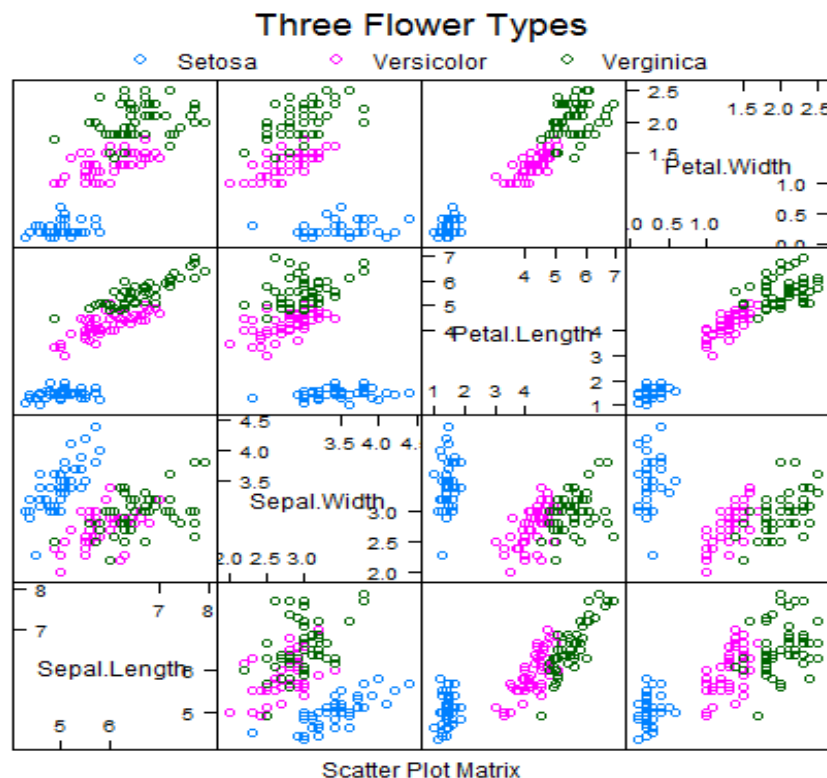 Three Flower Types
Setosa Versicolor Verginica
2.5 1.5 2.0 2.5
2.0
1.5
Petal.Width
1.0
.0 0.5 1.0 0.5
0.0
7 4 5 6 7 7
6 6
5 5
Petal.Length
4 4
3
2
1 2 3 4 1
4.5 3.5 4.0 4.5
4.0
3.5
Sepal.Width
3.0
2.5
2.0 2.5 3.0 2.0
8 7 8
7
Sepal.Length
6
5 6 5
Scatter Plot Matrix